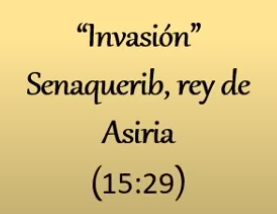 “Invasión”
Senaquerib, rey de
Asiria
(15:29)